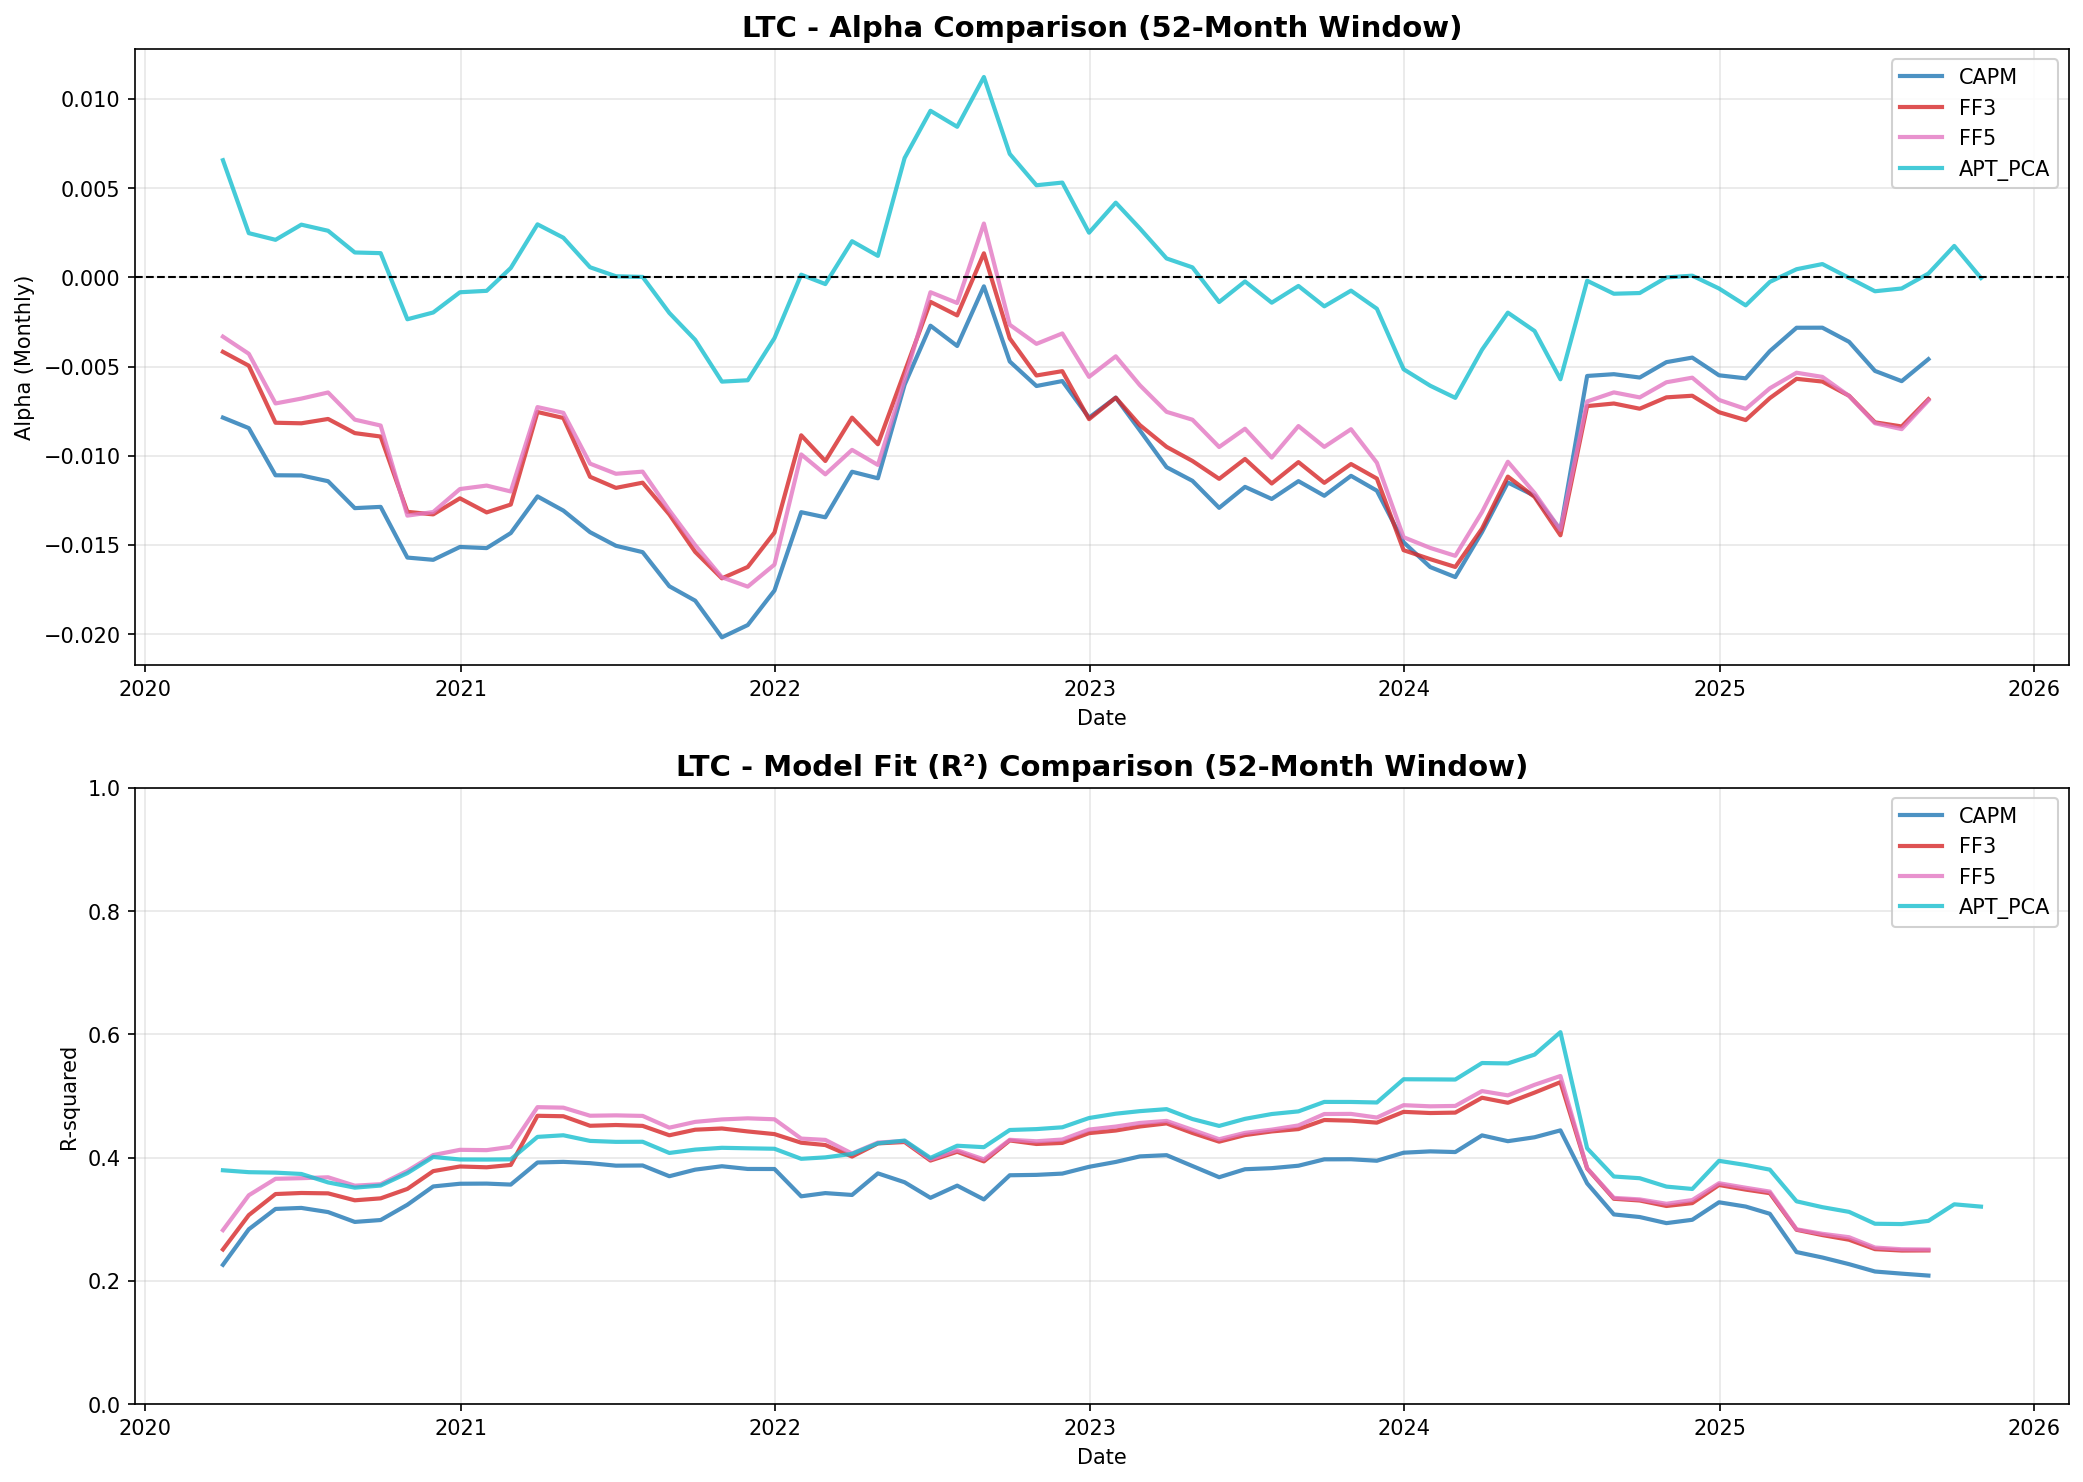 LTC - Alpha Comparison (52-Month Window)
CAPM
FF3
FF5
APT_PCA
Alpha (Monthly)
0.010
0.005
0.000
−0.005
−0.010
−0.015
−0.020
2020 2021 2022 2023 2024 2025 2026
Date
LTC - Model Fit (R²) Comparison (52-Month Window)
CAPM
FF3
FF5
APT_PCA
R-squared
1.0
0.8
0.6
0.4
0.2
0.0
2020 2021 2022 2023 2024 2025 2026
Date